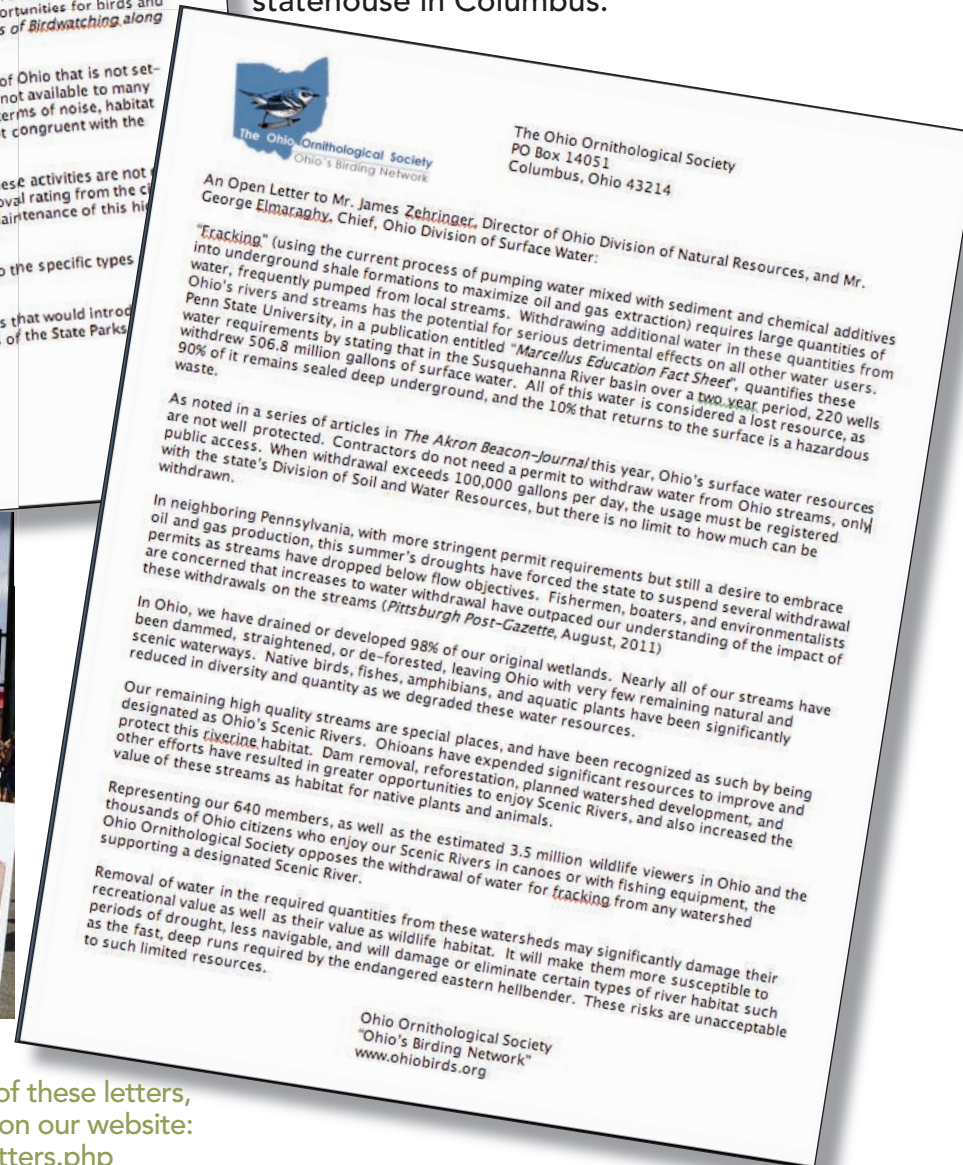 statehouse in Columbus.
ortunities for birds and
s of Birdwatching along
of Ohio that is not set-
not available to many
terms of noise, habitat
t congruent with the
ese activities are not
oval rating from the
aintenance of this
o the specific types
s that would
of the State Parks
The Ohio Ornithological Society
Ohio's Birding Network
The Ohio Ornithological Society
PO Box 14051
Columbus, Ohio 43214
An Open Letter to Mr. James Zehringer, Director of Ohio Division of Natural Resources, and Mr.
George Elmaraghy, Chief, Ohio Division of Surface Water:
"Fracking" (using the current process of pumping water mixed with sediment and chemical additives
into underground shale formations to maximize oil and gas extraction) requires large quantities of
water, frequently pumped from local streams. Withdrawing additional water in these quantities from
Ohio's rivers and streams has the potential for serious detrimental effects on all other water users.
Penn State University, in a publication entitled "Marcellus Education Fact Sheet", quantifies these
water requirements by stating that in the Susquehanna River basin over a two year period, 220 wells
withdrew 506.8 million gallons of surface water. All of this water is considered a lost resource, as
90% of it remains sealed deep underground, and the 10% that returns to the surface is a hazardous
waste.
As noted in a series of articles in The Akron Beacon-Journal this year, Ohio's surface water resources
are not well protected. Contractors do not need a permit to withdraw water from Ohio streams, only
public access. When withdrawal exceeds 100,000 gallons per day, the usage must be registered
with the state's Division of Soil and Water Resources, but there is no limit to how much can be
withdrawn.
In neighboring Pennsylvania, with more stringent permit requirements but still a desire to embrace
oil and gas production, this summer's droughts have forced the state to suspend several withdrawal
permits as streams have dropped below flow objectives. Fishermen, boaters, and environmentalists
are concerned that increases to water withdrawal have outpaced our understanding of the impact of
these withdrawals on the streams (Pittsburgh Post-Gazette, August, 2011)
In Ohio, we have drained or developed 98% of our original wetlands. Nearly all of our streams have
been dammed, straightened, or de-forested, leaving Ohio with very few remaining natural and
scenic waterways. Native birds, fishes, amphibians, and aquatic plants have been significantly
reduced in diversity and quantity as we degraded these water resources.
Our remaining high quality streams are special places, and have been recognized as such by being
designated as Ohio's Scenic Rivers. Ohioans have expended significant resources to improve and
protect this riverine habitat. Dam removal, reforestation, planned watershed development, and
other efforts have resulted in greater opportunities to enjoy Scenic Rivers, and also increased the
value of these streams as habitat for native plants and animals.
Representing our 640 members, as well as the estimated 3.5 million wildlife viewers in Ohio and the
thousands of Ohio citizens who enjoy our Scenic Rivers in canoes or with fishing equipment, the
Ohio Ornithological Society opposes the withdrawal of water for fracking from any watershed
supporting a designated Scenic River.
Removal of water in the required quantities from these watersheds may significantly damage their
recreational value as well as their value as wildlife habitat. It will make them more susceptible to
periods of drought, less navigable, and will damage or eliminate certain types of river habitat such
as the fast, deep runs required by the endangered eastern hellbender. These risks are unacceptable
to such limited resources.
Ohio Ornithological Society
"Ohio's Birding Network"
www.ohiobirds.org
of these letters,
on our website:
tters.php